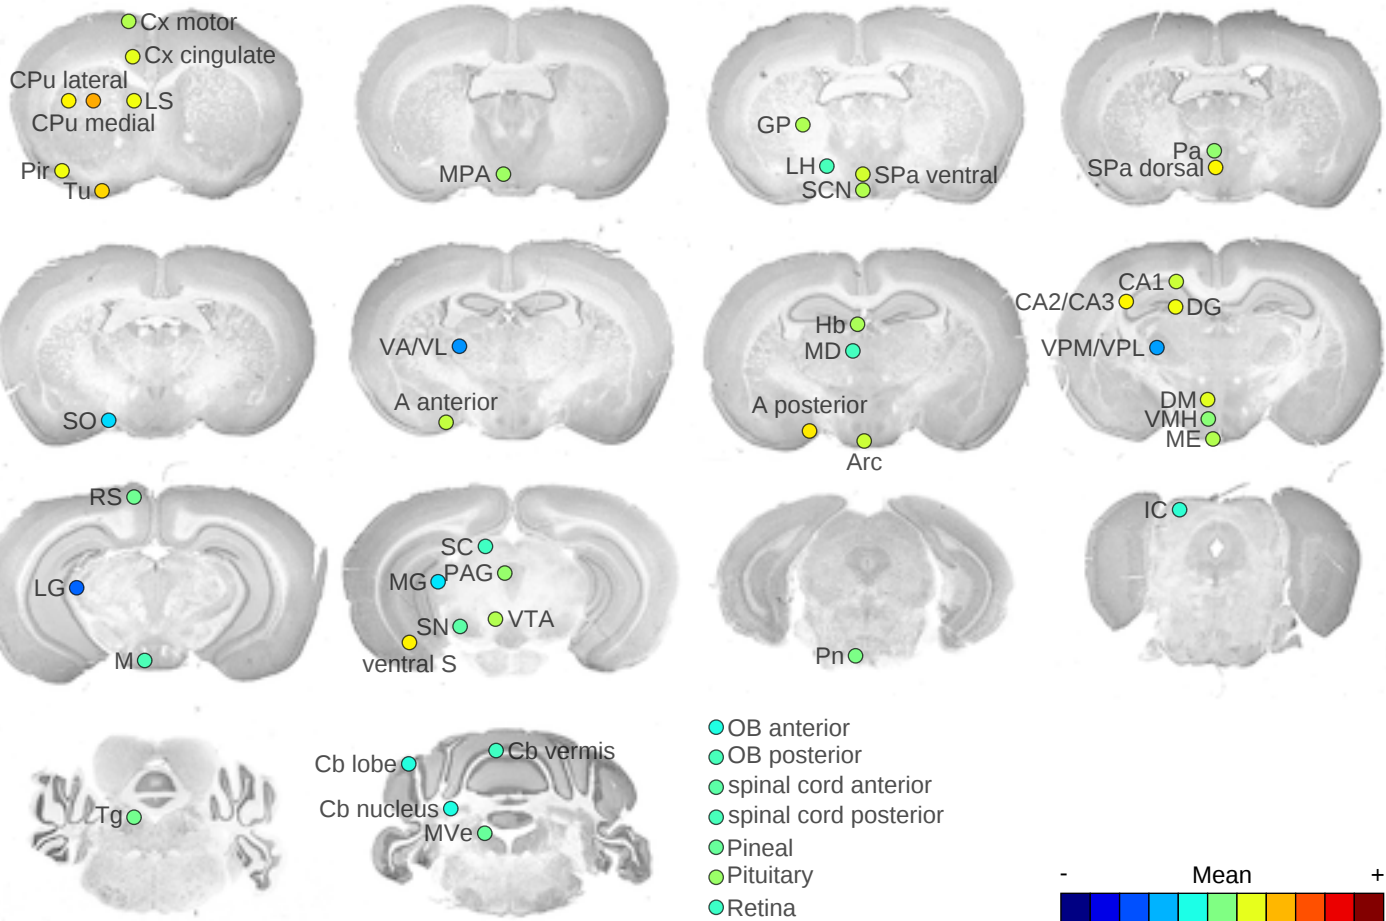 Cx motor
Cx cingulate
CPu lateral
LS
CPu medial
Pir
Tu
MPA
GP
LH
SPa ventral
SCN
Pa
SPa dorsal
SO
VA/VL
A anterior
Hb
MD
A posterior
Arc
CA1
CA2/CA3
DG
VPM/VPL
DM
VMH
ME
RS
LG
M
SC
MG
PAG
SN
VTA
ventral S
Pn
IC
Tg
Cb lobe
Cb vermis
Cb nucleus
MVe
OB anterior
OB posterior
spinal cord anterior
spinal cord posterior
Pineal
Pituitary
Retina
- Mean +